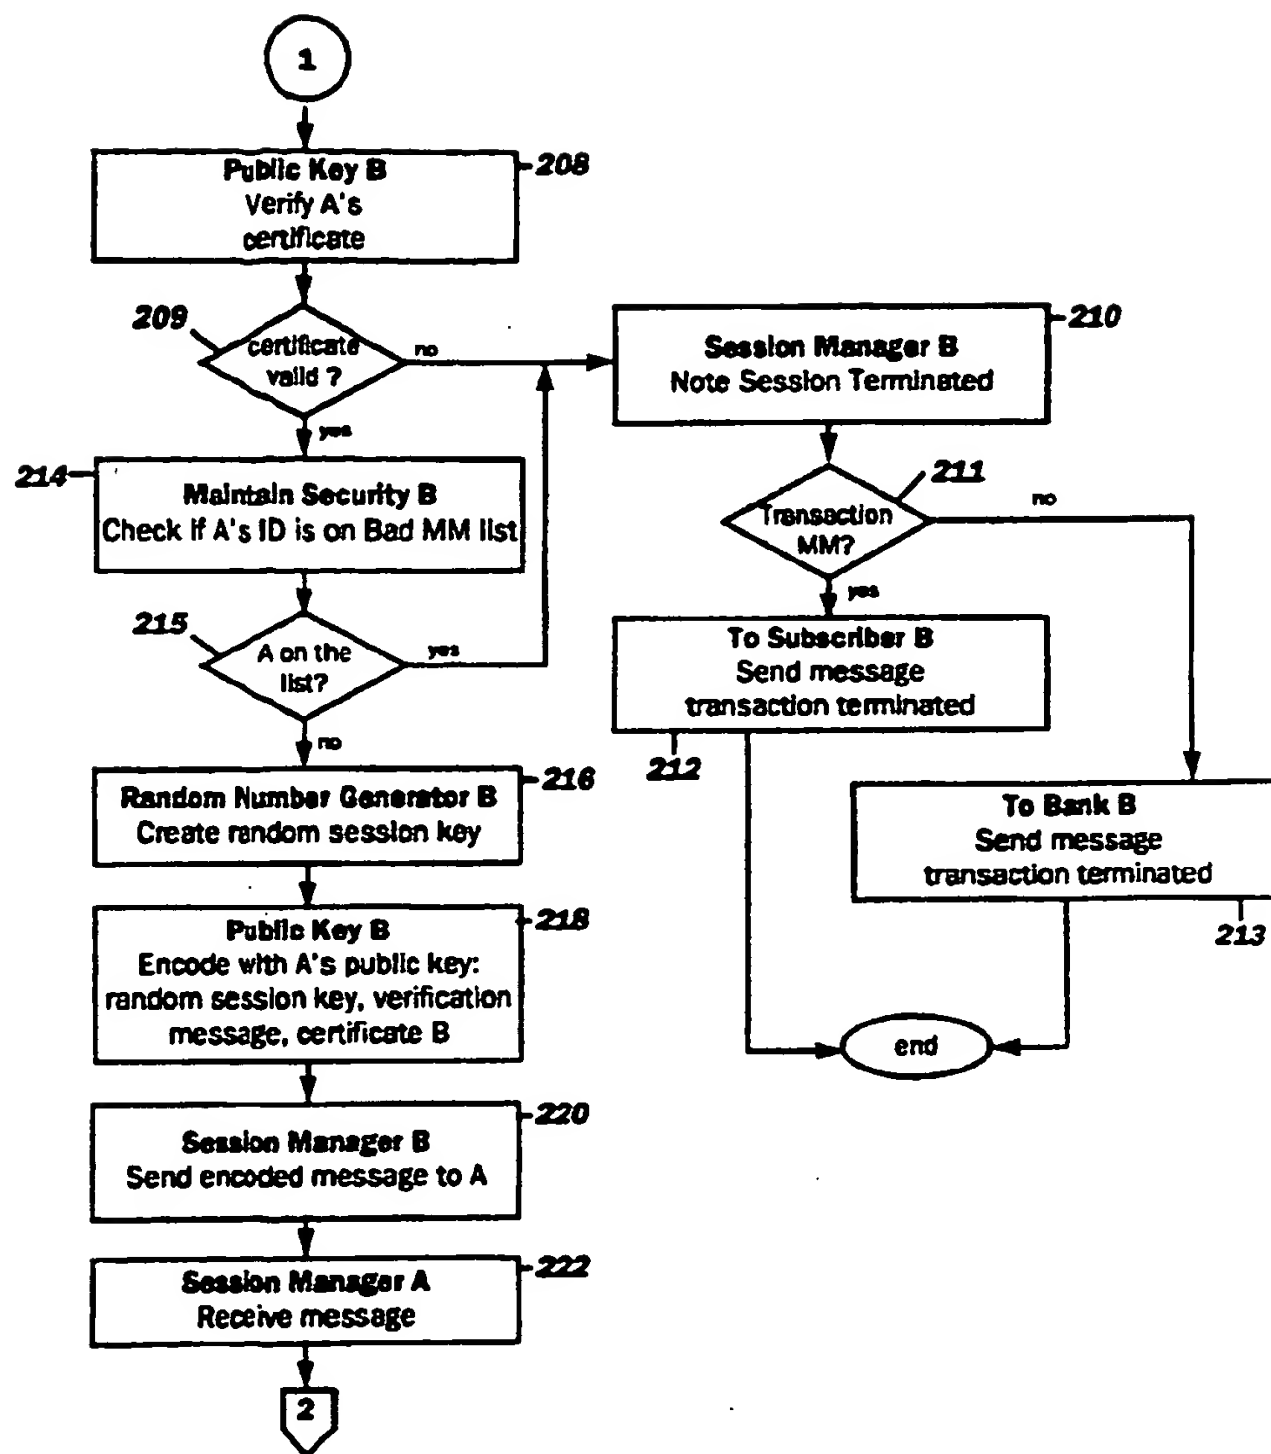 1
Public Key B
Verify A's
certificate
208
209
certificate
valid ?
no
yes
Session Manager B
Note Session Terminated
210
214
Maintain Security B
Check if A's ID is on Bad MM list
211
Transaction
MM?
no
yes
215
A on the
list?
yes
no
To Subscriber B
Send message
transaction terminated
212
Random Number Generator B
Create random session key
216
To Bank B
Send message
transaction terminated
213
Public Key B
Encode with A's public key:
random session key, verification
message, certificate B
218
end
Session Manager B
Send encoded message to A
220
Session Manager A
Receive message
222
2